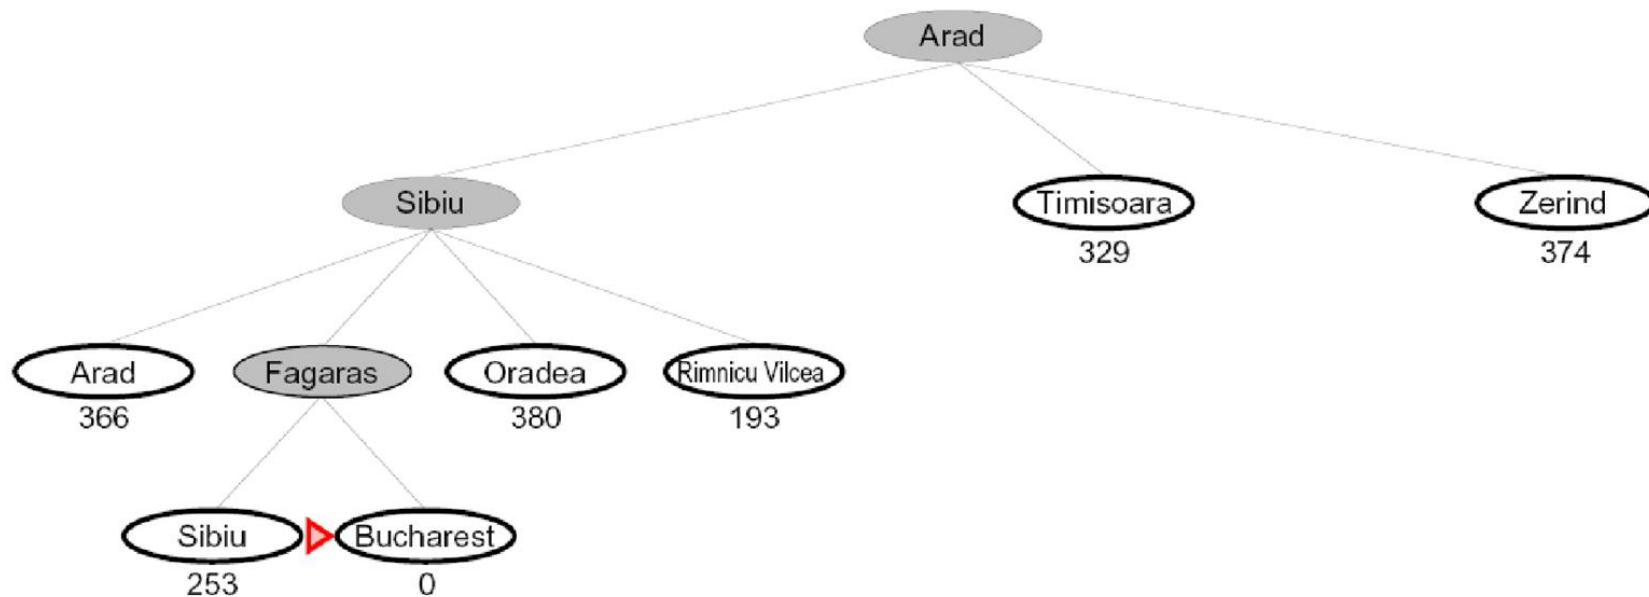 Arad
Sibiu
Timisoara
Zerind
329
374
Arad
Fagaras
Oradea
Rimnicu Vilcea
366
380
193
Sibiu
Bucharest
253
0